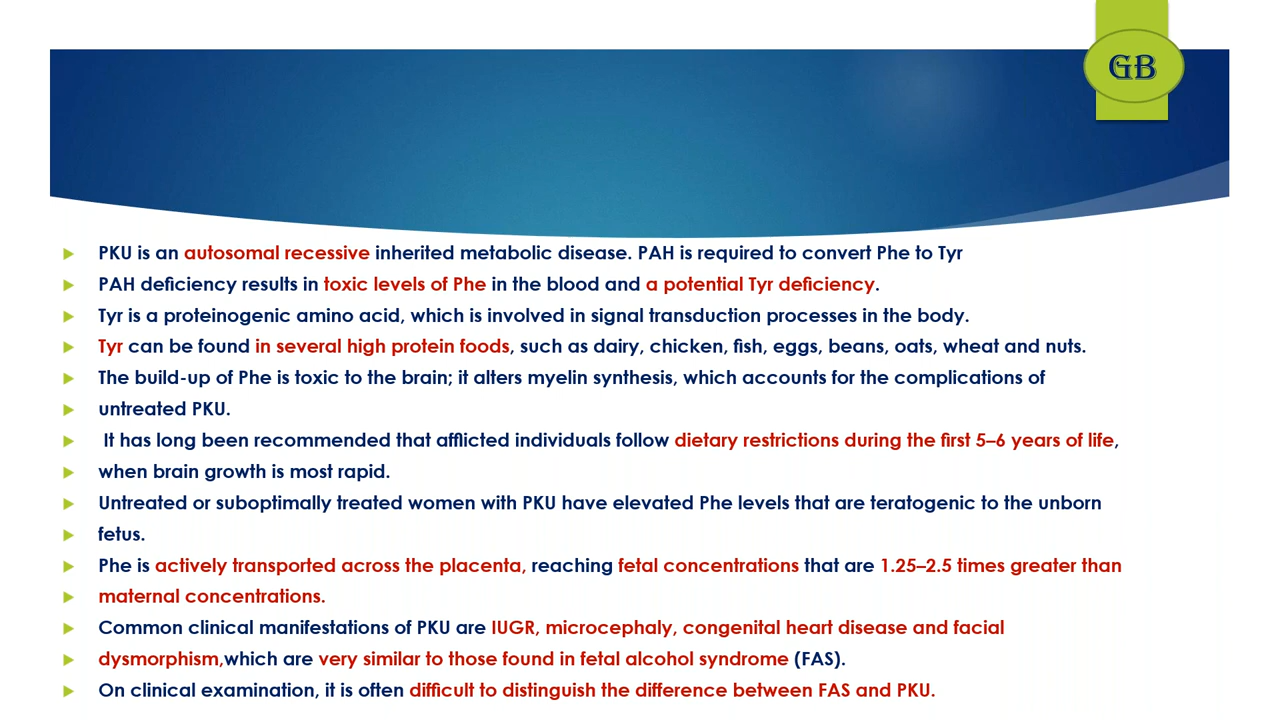 GB
PKU is an autosomal recessive inherited metabolic disease. PAH is required to convert Phe to Tyr
PAH deficiency results in toxic levels of Phe in the blood and a potential Tyr deficiency.
Tyr is a proteinogenic amino acid, which is involved in signal transduction processes in the body.
Tyr can be found in several high protein foods, such as dairy, chicken, fish, eggs, beans, oats, wheat and nuts.
The build-up of Phe is toxic to the brain; it alters myelin synthesis, which accounts for the complications of
untreated PKU.
It has long been recommended that afflicted individuals follow dietary restrictions during the first 5–6 years of life,
when brain growth is most rapid.
Untreated or suboptimally treated women with PKU have elevated Phe levels that are teratogenic to the unborn
fetus.
Phe is actively transported across the placenta, reaching fetal concentrations that are 1.25–2.5 times greater than
maternal concentrations.
Common clinical manifestations of PKU are IUGR, microcephaly, congenital heart disease and facial
dysmorphism,which are very similar to those found in fetal alcohol syndrome (FAS).
On clinical examination, it is often difficult to distinguish the difference between FAS and PKU.